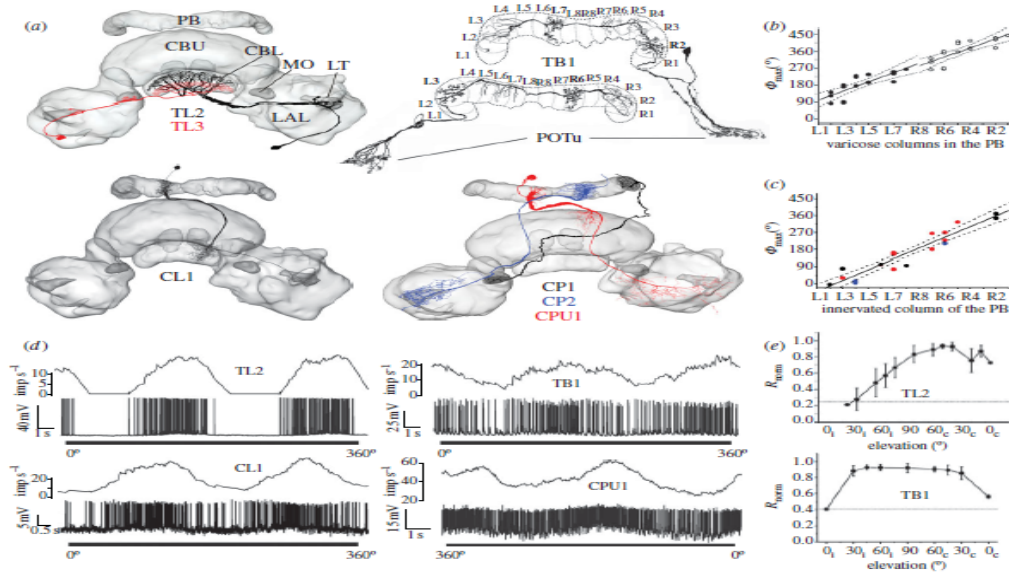 (a)
PB
CBU
CBL
MO
LT
LAL
TL2
TL3
L4 L5 L6 L7 L8R8 R7 R6 R5 R4
L3
R3
L2
R2
L1
R1
TB1
L4 L5 L6 L7 L8R8 R7R6 R5 R4
L3
R3
L2
R2
L1
R1
POTu
(b)
ϕmax(°)
450
360
270
180
90
0
L1 L3 L5 L7 R8 R6 R4 R2
varicose columns in the PB
CL1
CP1
CP2
CPU1
(c)
ϕmax(°)
360
270
180
90
0
L1 L3 L5 L7 R8 R6 R4 R2
innervated column of the PB
(d)
TL2
imp s⁻¹
10
5
0
40 mV
1 s
0° 360°
TB1
imp s⁻¹
20
10
0
25 mV
1 s
0° 360°
CL1
imp s⁻¹
20
0
5 mV
0.5 s
0° 360°
CPU1
imp s⁻¹
60
40
20
15 mV
1 s
360° 0°
(e)
Rnorm
1.0
0.8
0.6
0.4
0.2
0.0
TL2
0i 30i 60i 90 60c 30c 0c
elevation (°)
Rnorm
1.0
0.8
0.6
0.4
0.2
0.0
TB1
0i 30i 60i 90 60c 30c 0c
elevation (°)